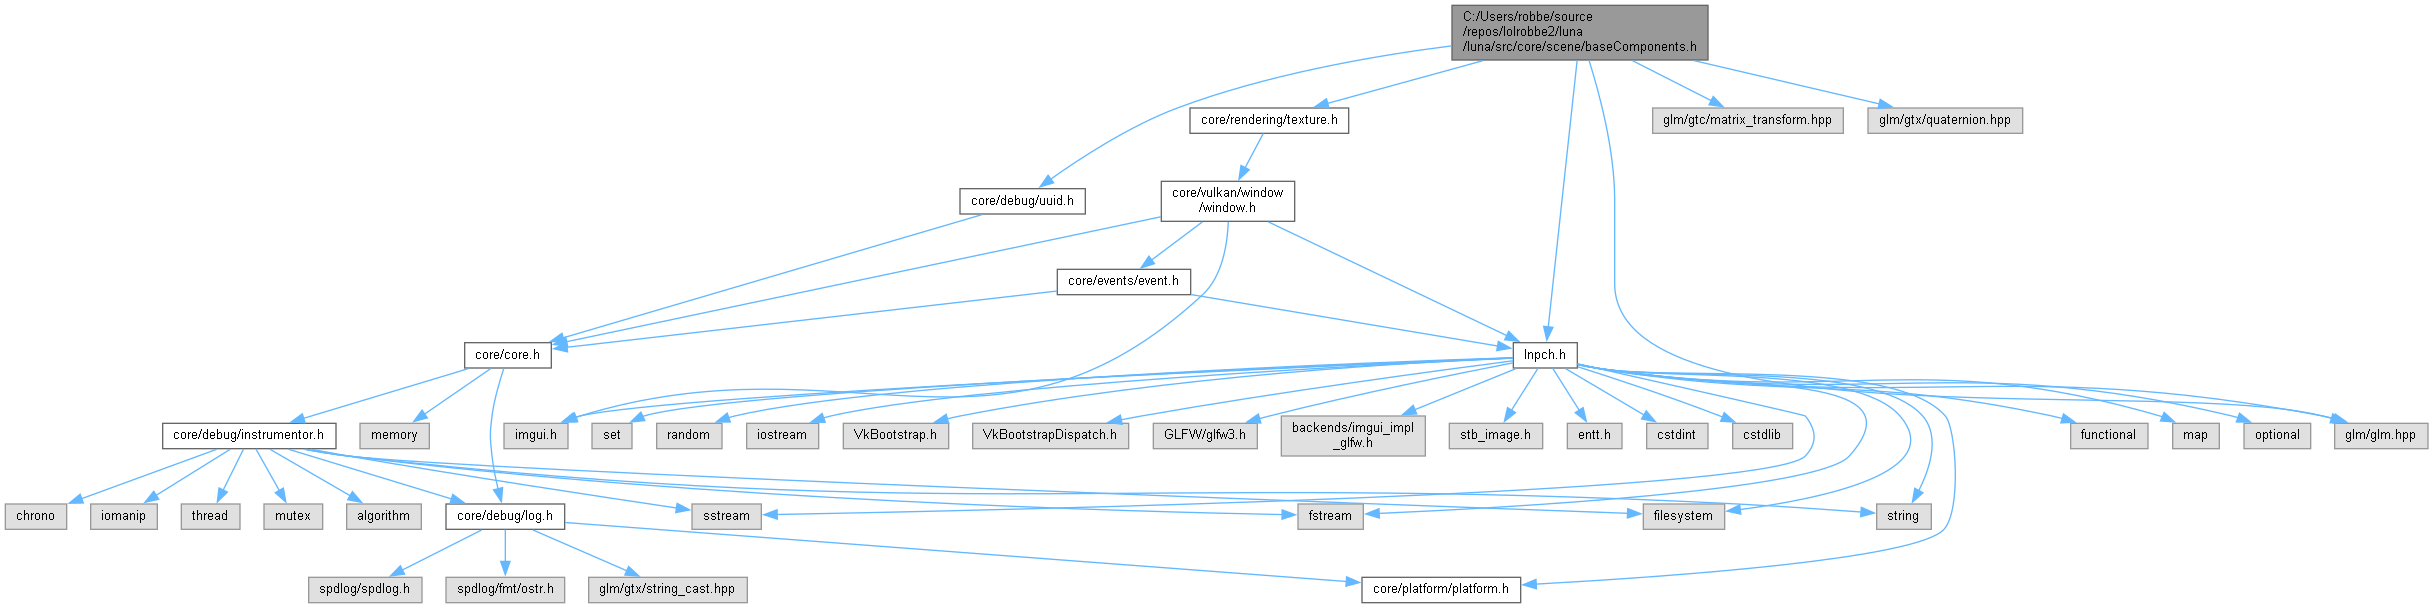 C:/Users/robbe/source
/repos/lolrobbe2/luna
/luna/src/core/scene/baseComponents.h
core/rendering/texture.h
glm/gtc/matrix_transform.hpp
glm/gtx/quaternion.hpp
core/debug/uuid.h
core/vulkan/window
/window.h
core/events/event.h
core/core.h
lnpch.h
core/debug/instrumentor.h
memory
imgui.h
set
random
iostream
VkBootstrap.h
VkBootstrapDispatch.h
GLFW/glfw3.h
backends/imgui_impl
_glfw.h
stb_image.h
entt.h
cstdint
cstdlib
functional
map
optional
glm/glm.hpp
chrono
iomanip
thread
mutex
algorithm
core/debug/log.h
sstream
fstream
filesystem
string
spdlog/spdlog.h
spdlog/fmt/ostr.h
glm/gtx/string_cast.hpp
core/platform/platform.h